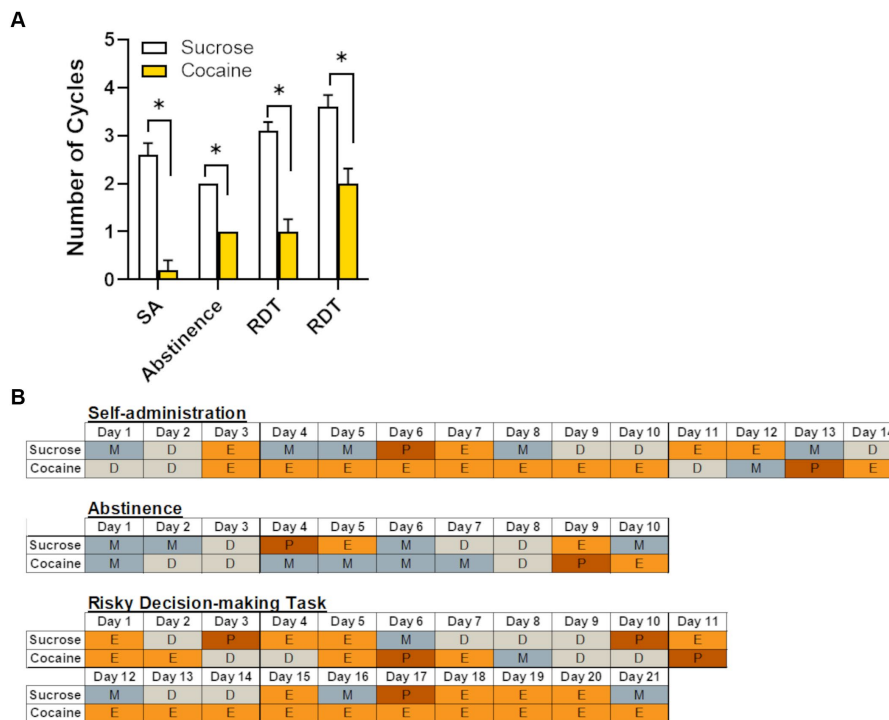 A
Number of Cycles
5
4
3
2
1
0
Sucrose
Cocaine
* * * *
SA Abstinence RDT RDT
B
Self-administration
Day 1 Day 2 Day 3 Day 4 Day 5 Day 6 Day 7 Day 8 Day 9 Day 10 Day 11 Day 12 Day 13 Day 14
Sucrose M D E M M P E M D D E E M D
Cocaine D D E E E E E E E E D M P E
Abstinence
Day 1 Day 2 Day 3 Day 4 Day 5 Day 6 Day 7 Day 8 Day 9 Day 10
Sucrose M M D P E M D D E M
Cocaine M D D M M M M D P E
Risky Decision-making Task
Day 1 Day 2 Day 3 Day 4 Day 5 Day 6 Day 7 Day 8 Day 9 Day 10 Day 11
Sucrose E D P E E M D D D P E
Cocaine E E D D E P E M D D P
Day 12 Day 13 Day 14 Day 15 Day 16 Day 17 Day 18 Day 19 Day 20 Day 21
Sucrose M D D E M P E E E M
Cocaine E E E E E E E E E E